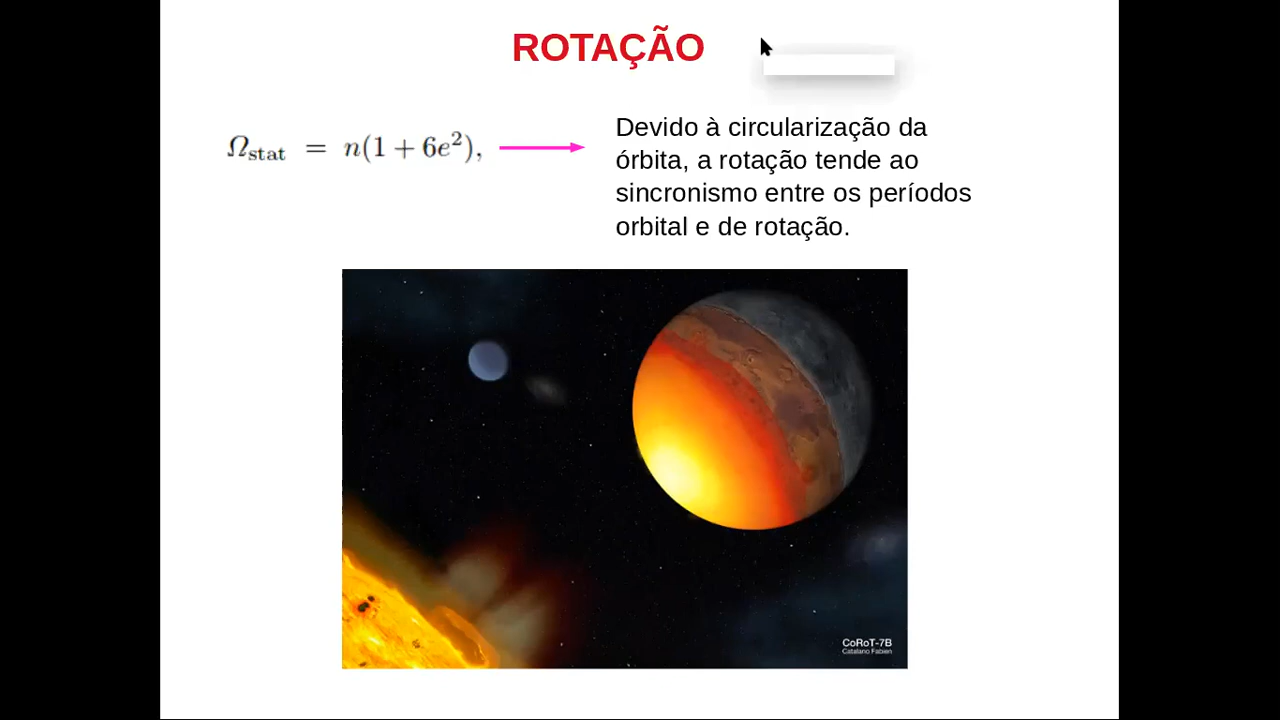 ROTAÇÃO
Ω_stat = n(1 + 6e²),
Devido à circularização da
órbita, a rotação tende ao
sincronismo entre os períodos
orbital e de rotação.
CoRoT-7B
Catalano Fabien